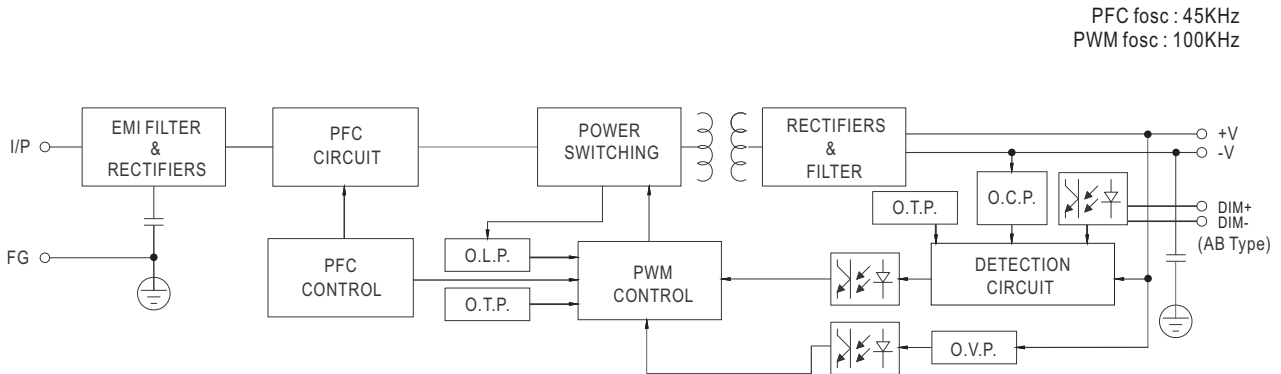 PFC fosc : 45KHz
PWM fosc : 100KHz
I/P
EMI FILTER
&
RECTIFIERS
PFC
CIRCUIT
POWER
SWITCHING
RECTIFIERS
&
FILTER
+V
-V
O.T.P.
O.C.P.
DIM+
DIM-
(AB Type)
FG
PFC
CONTROL
O.L.P.
O.T.P.
PWM
CONTROL
DETECTION
CIRCUIT
O.V.P.